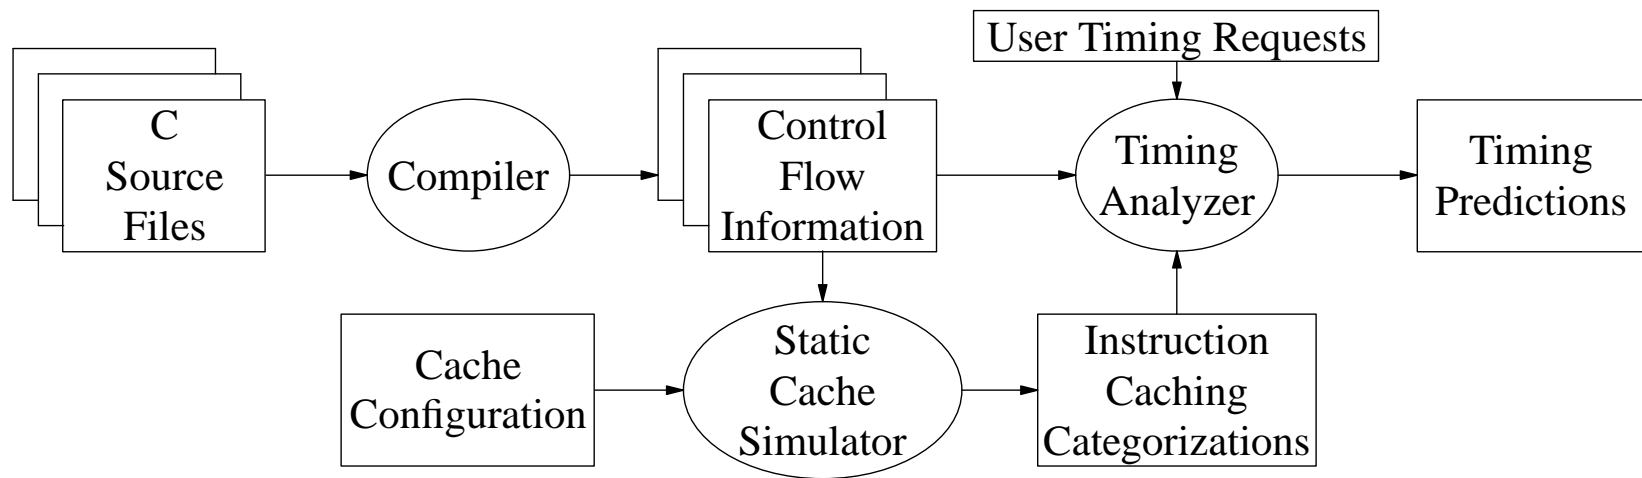 User Timing Requests
C
Source
Files
Compiler
Control
Flow
Information
Timing
Analyzer
Timing
Predictions
Cache
Configuration
Static
Cache
Simulator
Instruction
Caching
Categorizations